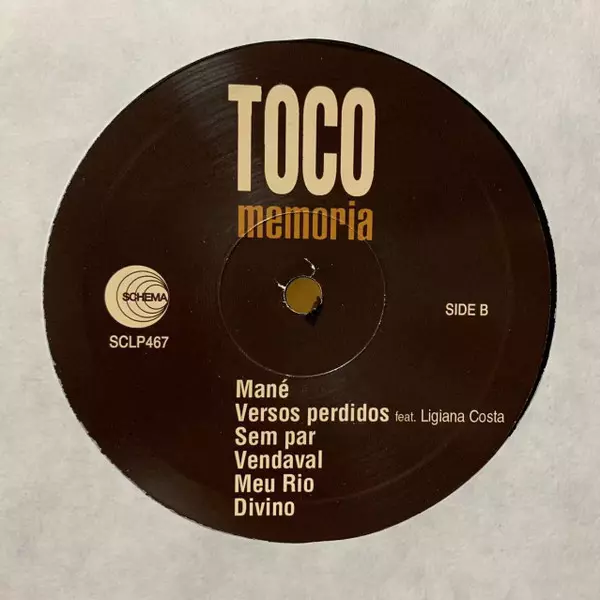 TOCO
memoria
SCHEMA
SCLP467
SIDE B
Mané
Versos perdidos feat. Ligiana Costa
Sem par
Vendaval
Meu Rio
Divino